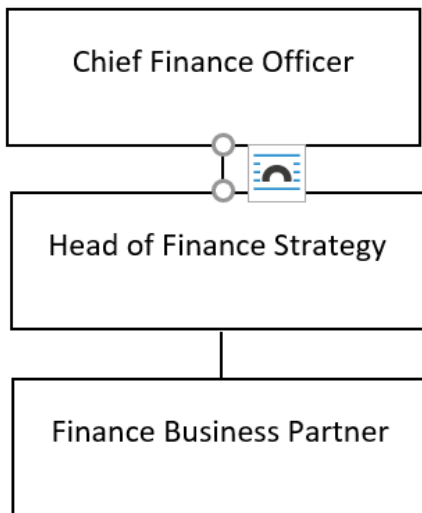 Chief Finance Officer
Head of Finance Strategy
Finance Business Partner